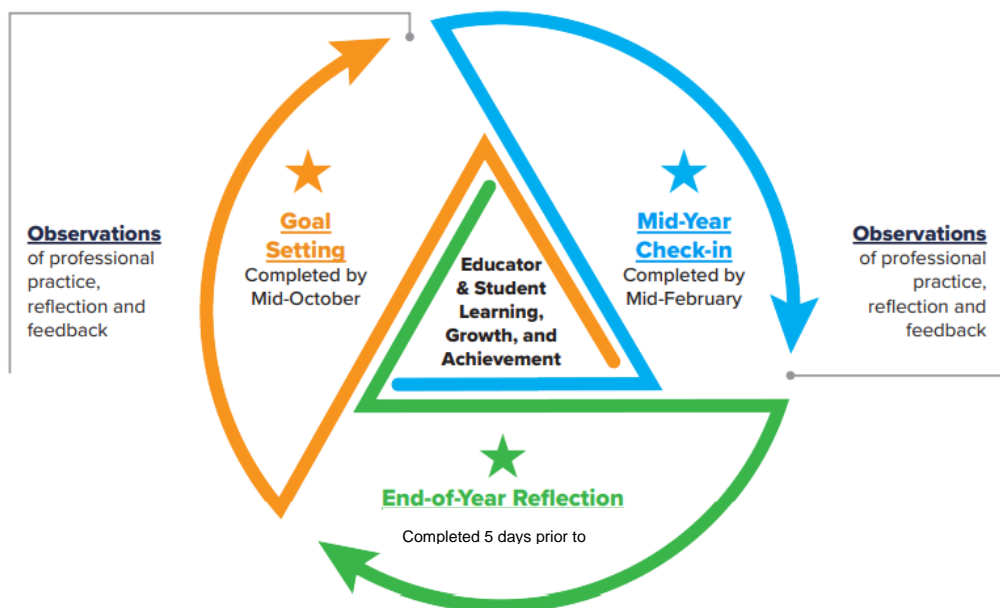 Observations
of professional
practice,
reflection and
feedback
Goal
Setting
Completed by
Mid-October
Educator
& Student
Learning,
Growth, and
Achievement
Mid-Year
Check-in
Completed by
Mid-February
Observations
of professional
practice,
reflection and
feedback
End-of-Year Reflection
Completed 5 days prior to